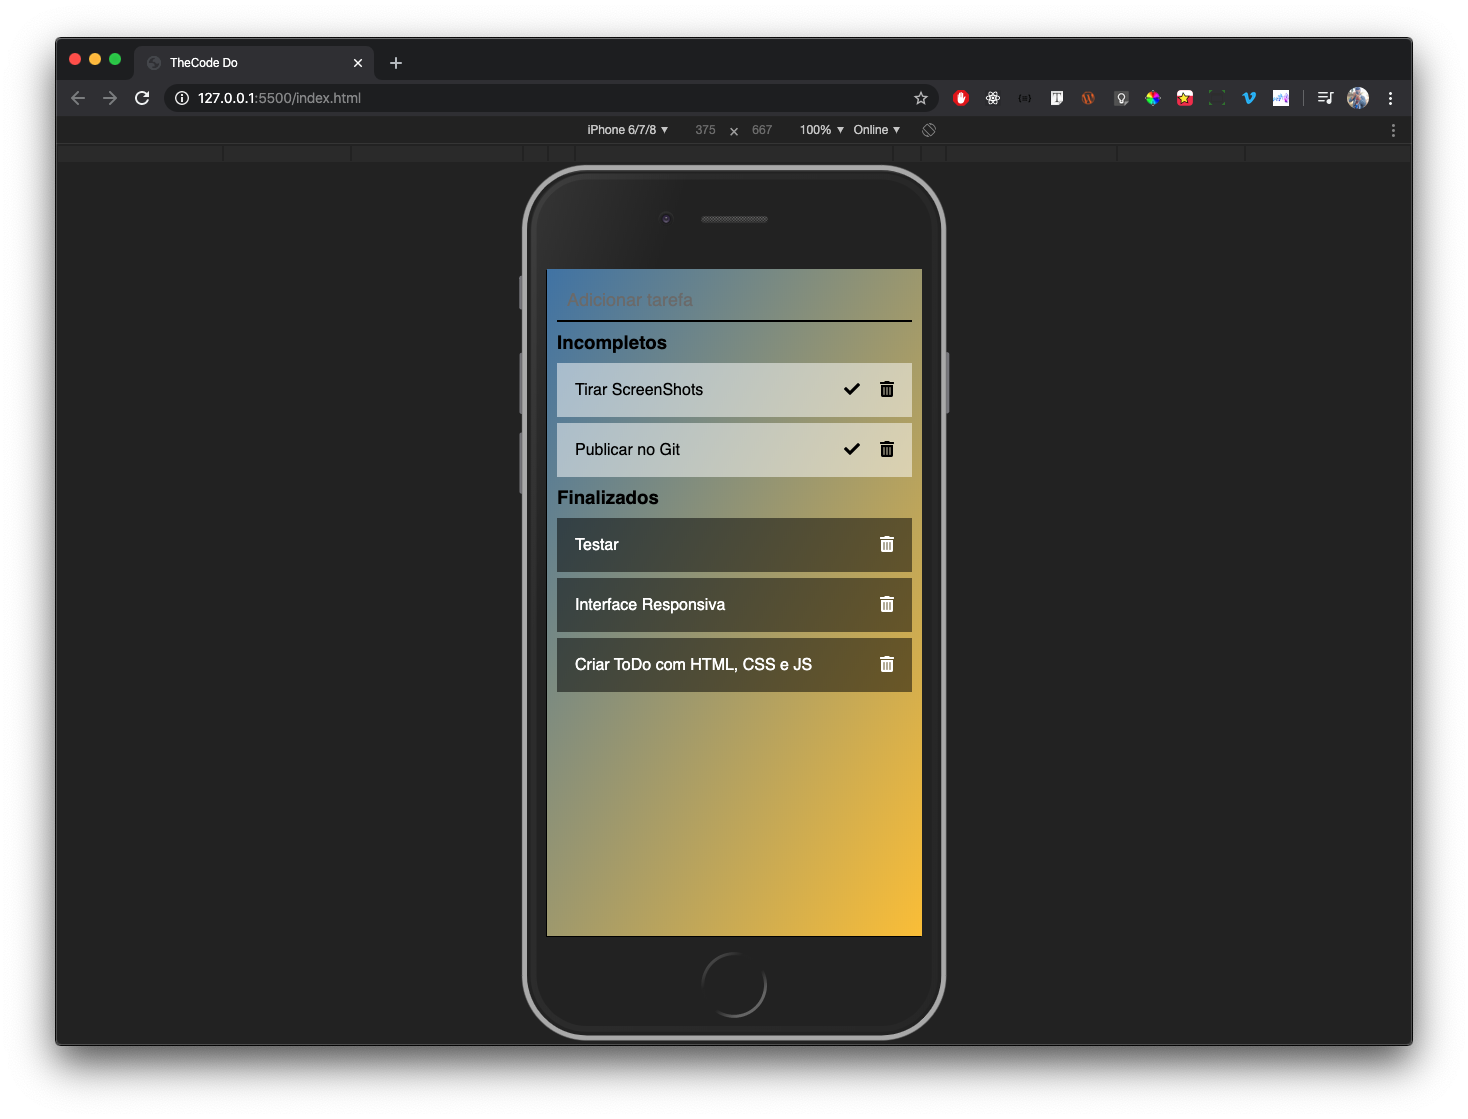 TheCode Do
127.0.0.1:5500/index.html
iPhone 6/7/8 375 × 667 100% Online
Adicionar tarefa
Incompletos
Tirar ScreenShots
Publicar no Git
Finalizados
Testar
Interface Responsiva
Criar ToDo com HTML, CSS e JS